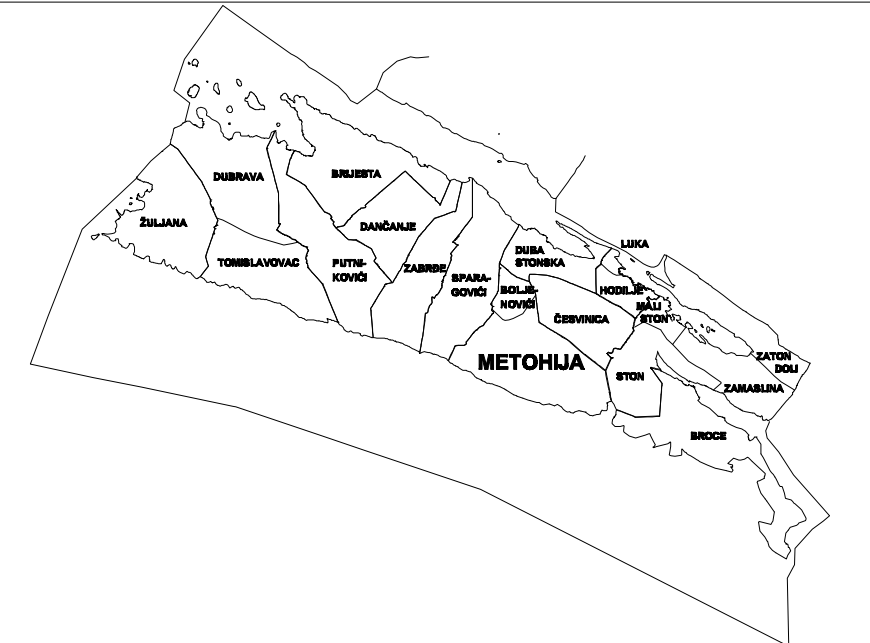 BRIJESTA
DUBRAVA
ŽULJANA
DANČANJE
LUKA
DUBA
STONSKA
TOMISLAVOVAC
PUTNI-
KOVIĆI
ZABRĐE
SPARA-
GOVIĆI
BOLJE-
NOVIĆI
HODILJE
MALI
STON
ČESVINICA
METOHIJA
ZATON
DOLI
STON
ZAMASLINA
BROCE